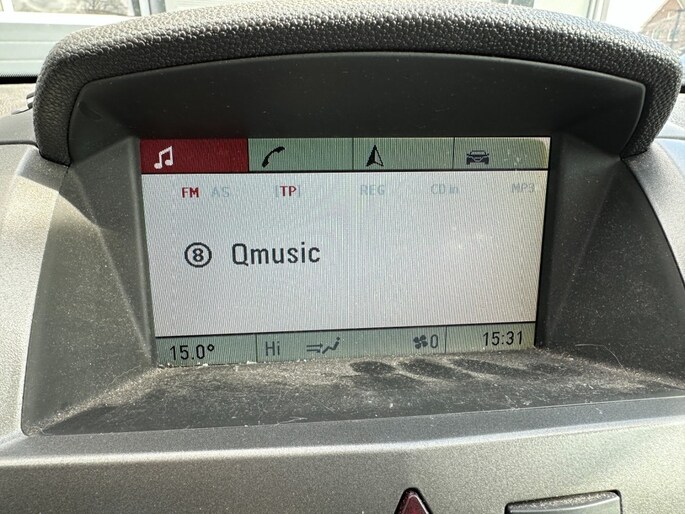 FM AS [TP] REG CD in MP3
8 Qmusic
15.0° Hi 0 15:31